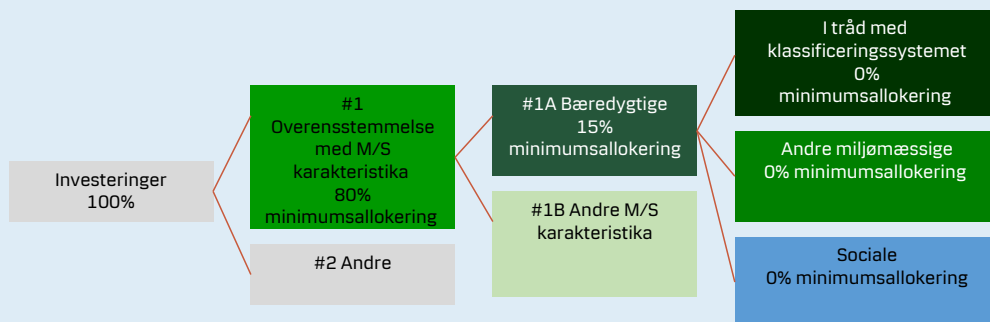 Investeringer
100%
#1
Overensstemmelse
med M/S
karakteristika
80%
minimumsallokering
#2 Andre
#1A Bæredygtige
15%
minimumsallokering
#1B Andre M/S
karakteristika
I tråd med
klassificeringssystemet
0%
minimumsallokering
Andre miljømæssige
0% minimumsallokering
Sociale
0% minimumsallokering